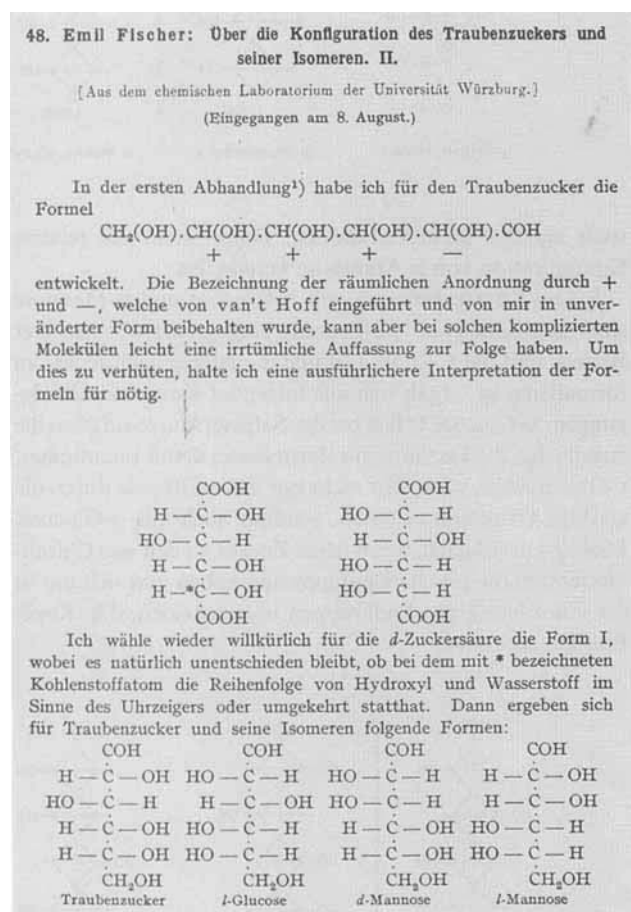 48. Emil Fischer: Über die Konfiguration des Traubenzuckers und
seiner Isomeren. II.
[Aus dem chemischen Laboratorium der Universität Würzburg.]
(Eingegangen am 8. August.)
In der ersten Abhandlung¹) habe ich für den Traubenzucker die
Formel
CH₂(OH).CH(OH).CH(OH).CH(OH).CH(OH).COH
+ + + —
entwickelt. Die Bezeichnung der räumlichen Anordnung durch +
und —, welche von van't Hoff eingeführt und von mir in unver-
änderter Form beibehalten wurde, kann aber bei solchen komplizierten
Molekülen leicht eine irrtümliche Auffassung zur Folge haben. Um
dies zu verhüten, halte ich eine ausführlichere Interpretation der For-
meln für nötig.
COOH COOH
H — C — OH HO — C — H
HO — C — H H — C — OH
H — C — OH HO — C — H
H —*C — OH HO — C — H
COOH COOH
Ich wähle wieder willkürlich für die d-Zuckersäure die Form I,
wobei es natürlich unentschieden bleibt, ob bei dem mit * bezeichneten
Kohlenstoffatom die Reihenfolge von Hydroxyl und Wasserstoff im
Sinne des Uhrzeigers oder umgekehrt statthat. Dann ergeben sich
für Traubenzucker und seine Isomeren folgende Formen:
COH COH COH COH
H — C — OH HO — C — H HO — C — H H — C — OH
HO — C — H H — C — OH HO — C — H H — C — OH
H — C — OH HO — C — H H — C — OH HO — C — H
H — C — OH HO — C — H H — C — OH HO — C — H
CH₂OH CH₂OH CH₂OH CH₂OH
Traubenzucker l-Glucose d-Mannose l-Mannose